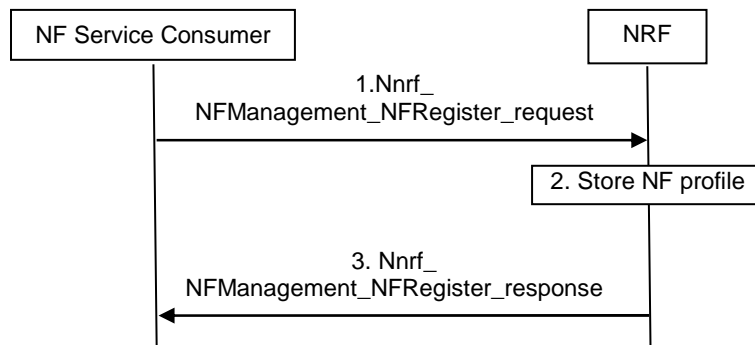 NF Service Consumer
NRF
1.Nnrf_
NFManagement_NFRegister_request
2. Store NF profile
3. Nnrf_
NFManagement_NFRegister_response